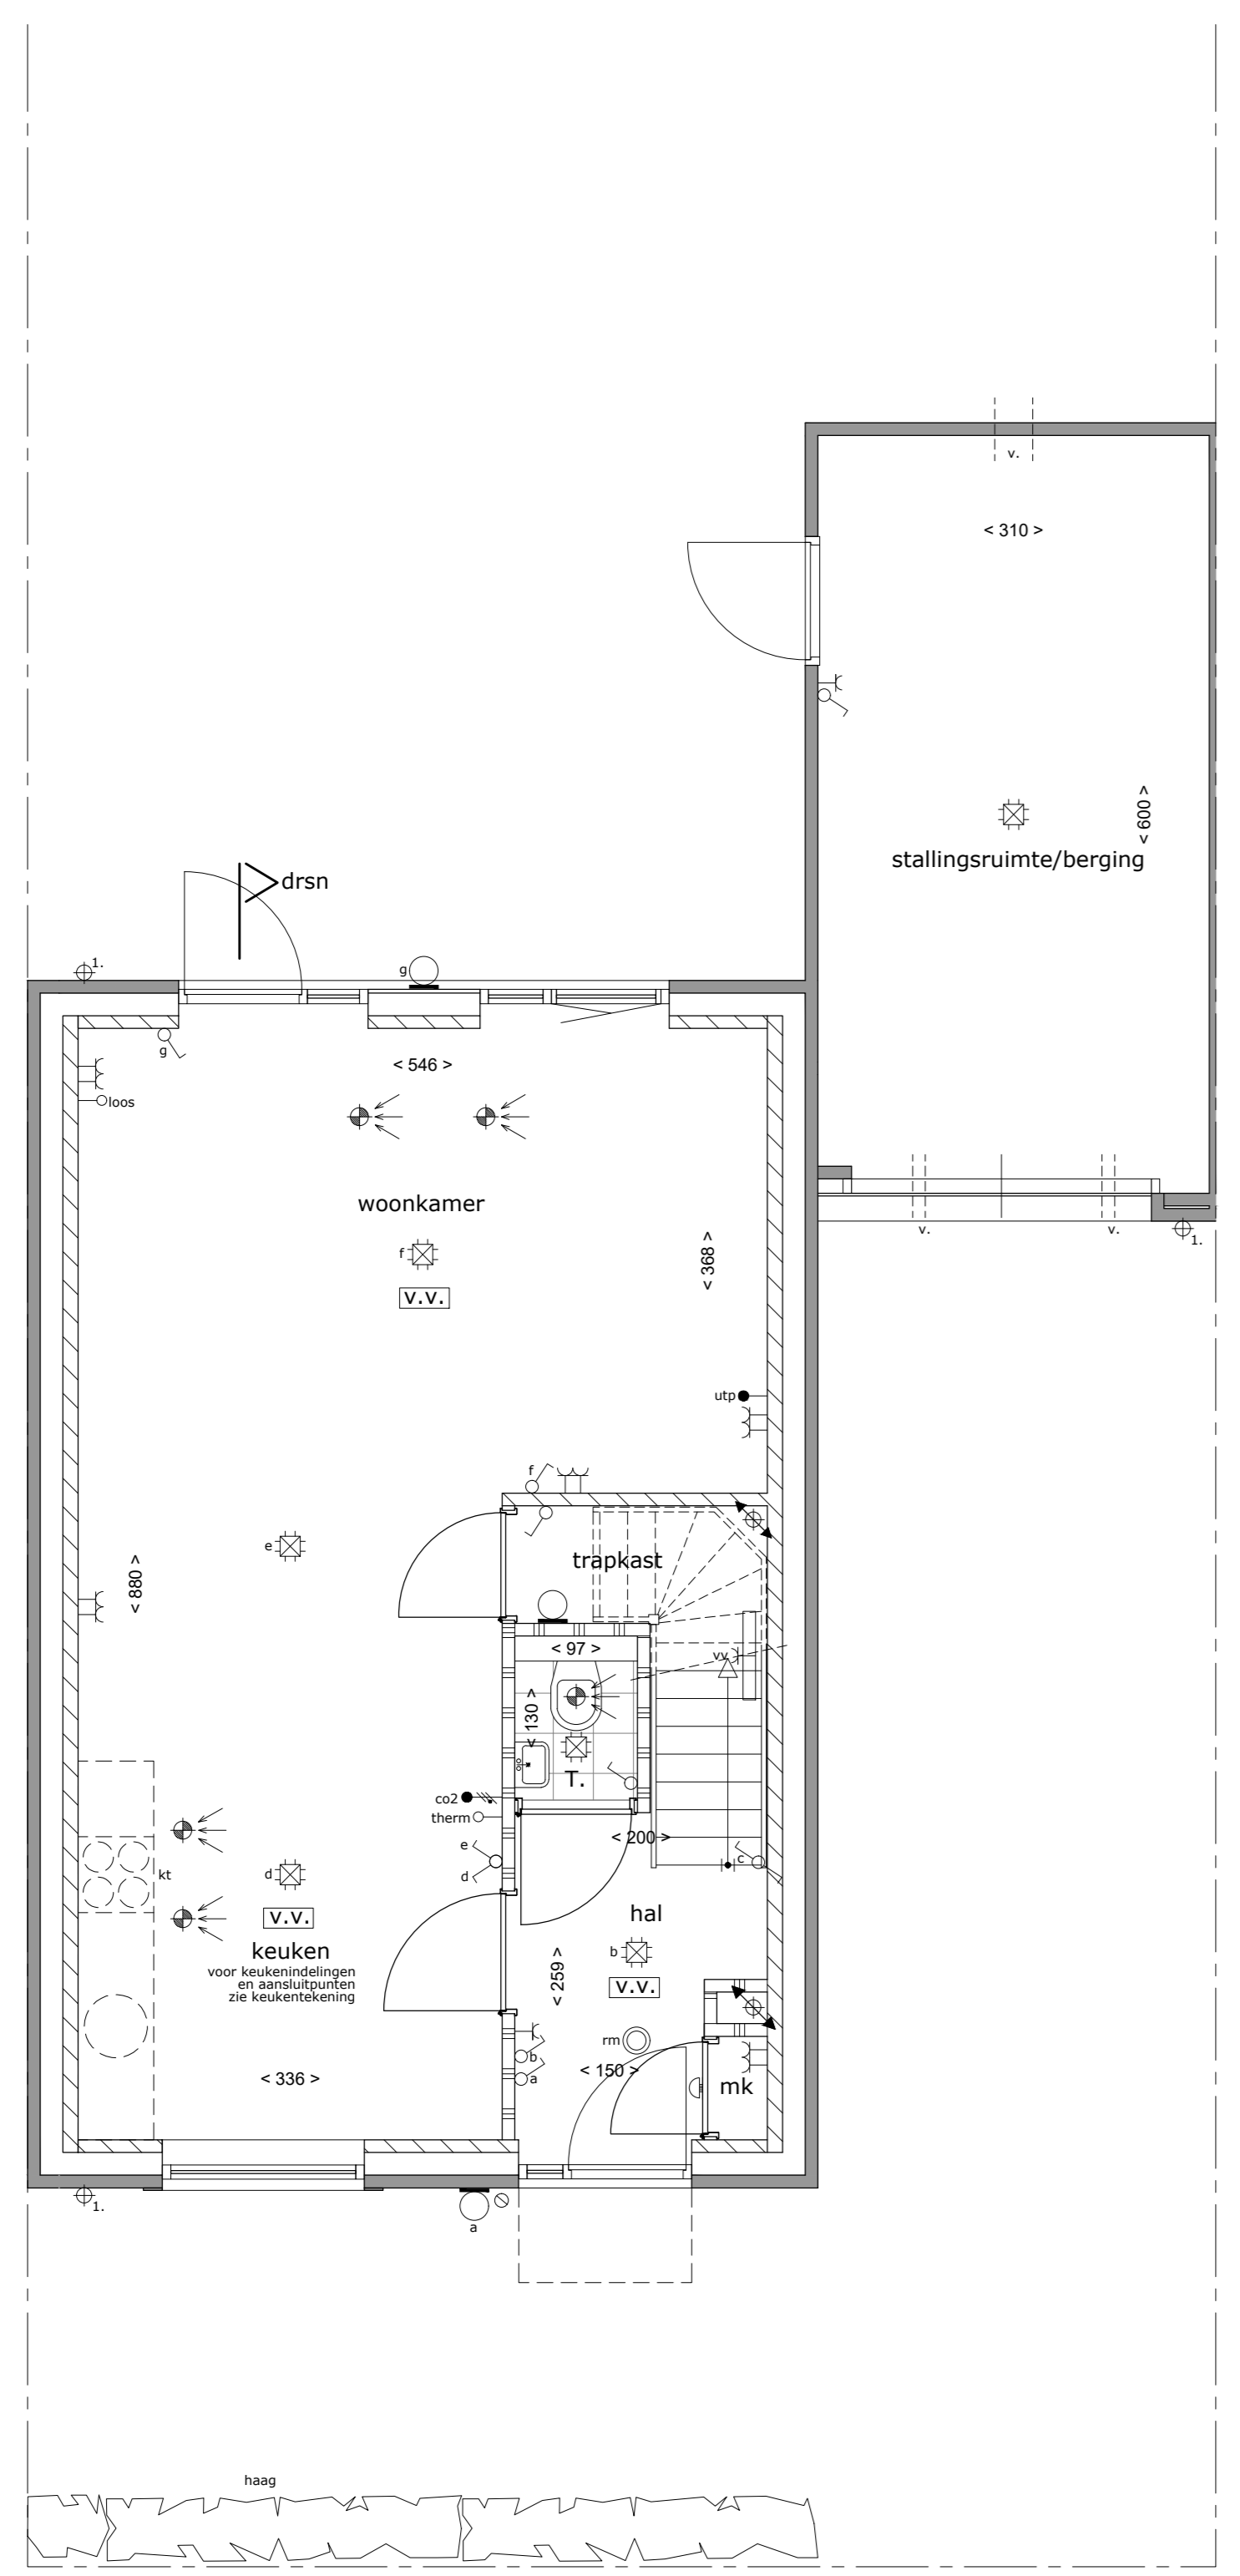 v.
< 310 >
< 600 >
stallingsruimte/berging
drsn
1.
g
g
< 546 >
loos
woonkamer
f
v.v.
< 368 >
v.
v.
1.
utp
f
e
trapkast
< 880 >
< 97 >
vv
< 130 >
T.
co2
therm
e
d
< 200 >
c
kt
d
v.v.
keuken
voor keukenindelingen
en aansluitpunten
zie keukentekening
hal
b
v.v.
< 259 >
rm
b
a
< 150 >
mk
< 336 >
1.
a
haag